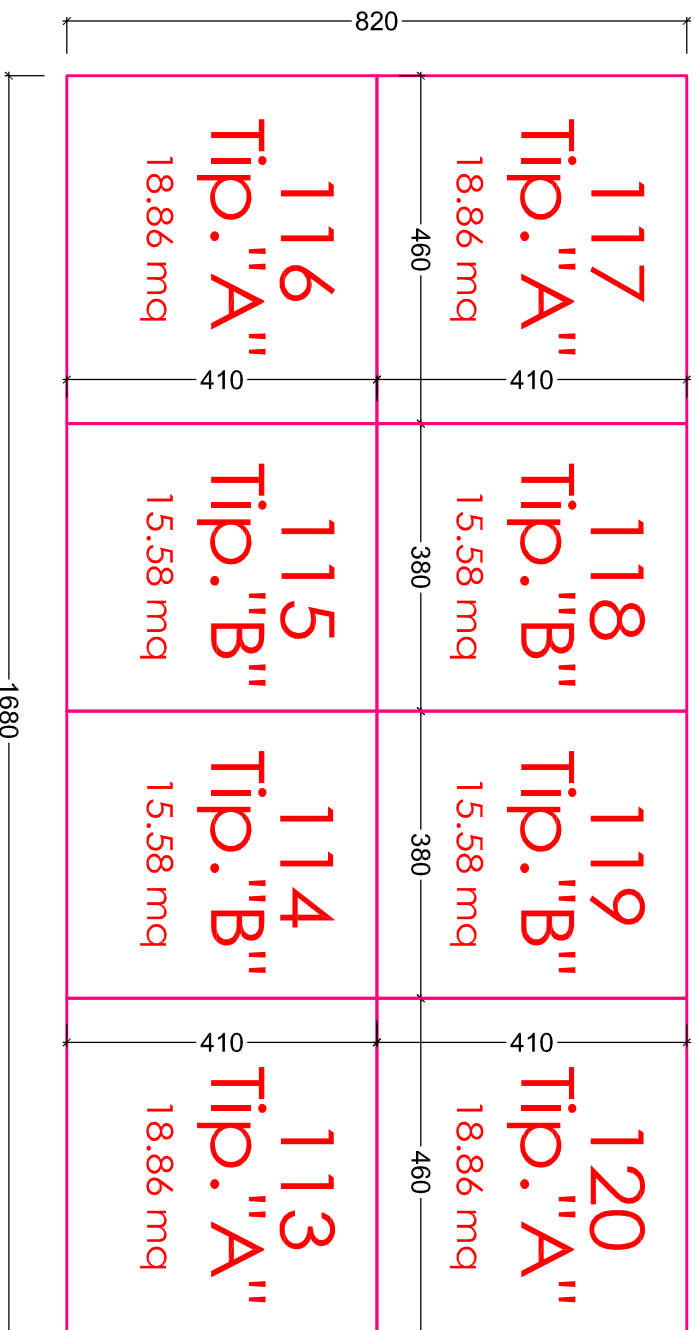 820
1680
117
Tip."A"
18.86 mq
118
Tip."B"
15.58 mq
119
Tip."B"
15.58 mq
120
Tip."A"
18.86 mq
460
380
380
460
410
410
410
410
116
Tip."A"
18.86 mq
115
Tip."B"
15.58 mq
114
Tip."B"
15.58 mq
113
Tip."A"
18.86 mq